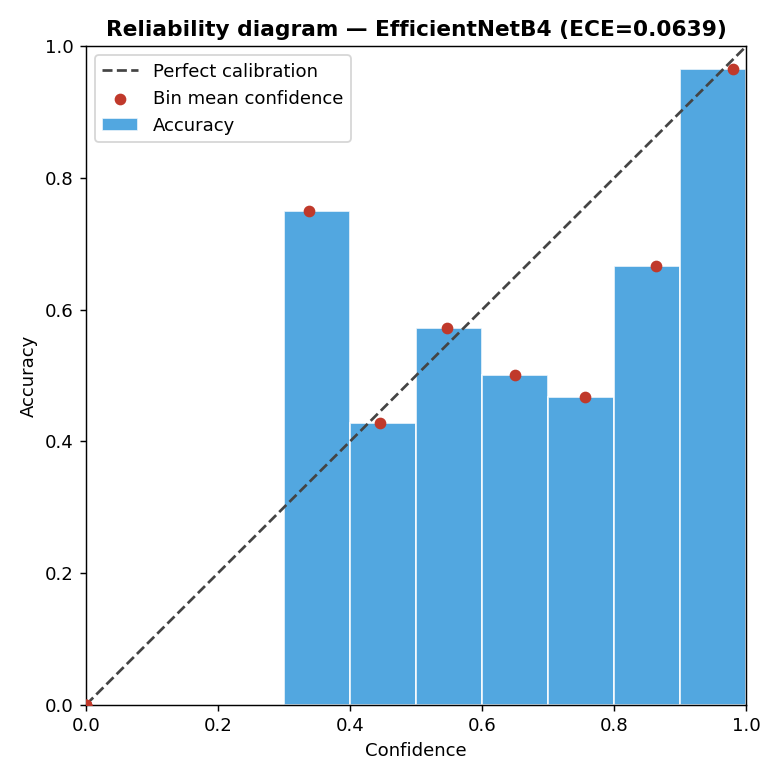 Reliability diagram — EfficientNetB4 (ECE=0.0639)
Perfect calibration
Bin mean confidence
Accuracy
1.0
0.8
0.6
0.4
0.2
0.0
Accuracy
0.0 0.2 0.4 0.6 0.8 1.0
Confidence